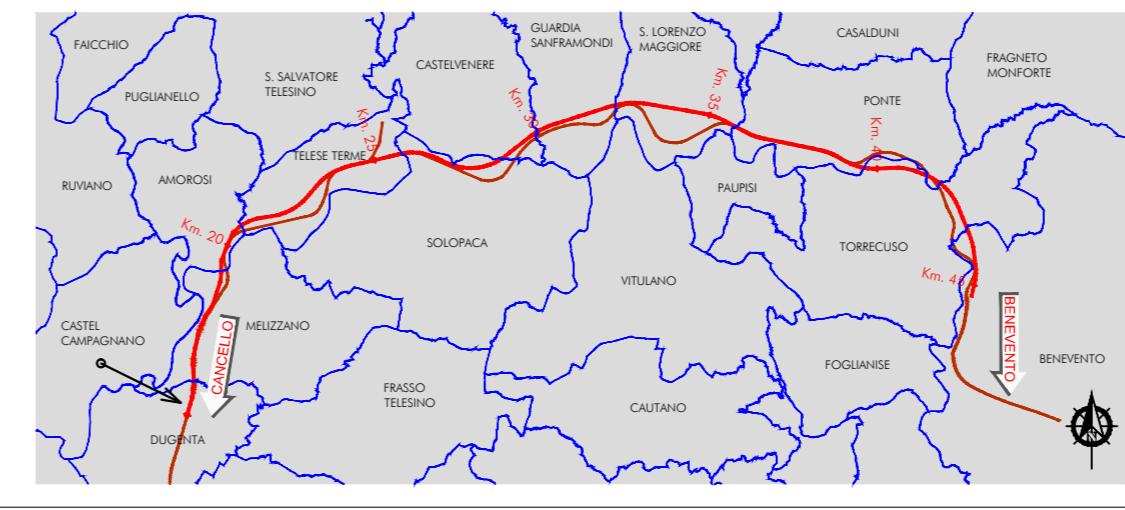 FAICCHIO
PUGLIANELLO
S. SALVATORE
TELESINO
CASTELVENERE
GUARDIA
SANFRAMONDI
S. LORENZO
MAGGIORE
CASALDUNI
FRAGNETO
MONFORTE
PONTE
Km. 25
Km. 30
Km. 35
Km. 40
TELESE TERME
RUVIANO
AMOROSI
PAUPISI
Km. 20
SOLOPACA
TORRECUSO
VITULANO
Km. 45
CASTEL
CAMPAGNANO
MELIZZANO
CANCELLO
BENEVENTO
BENEVENTO
FOGLIANISE
FRASSO
TELESINO
CAUTANO
DUGENTA
N